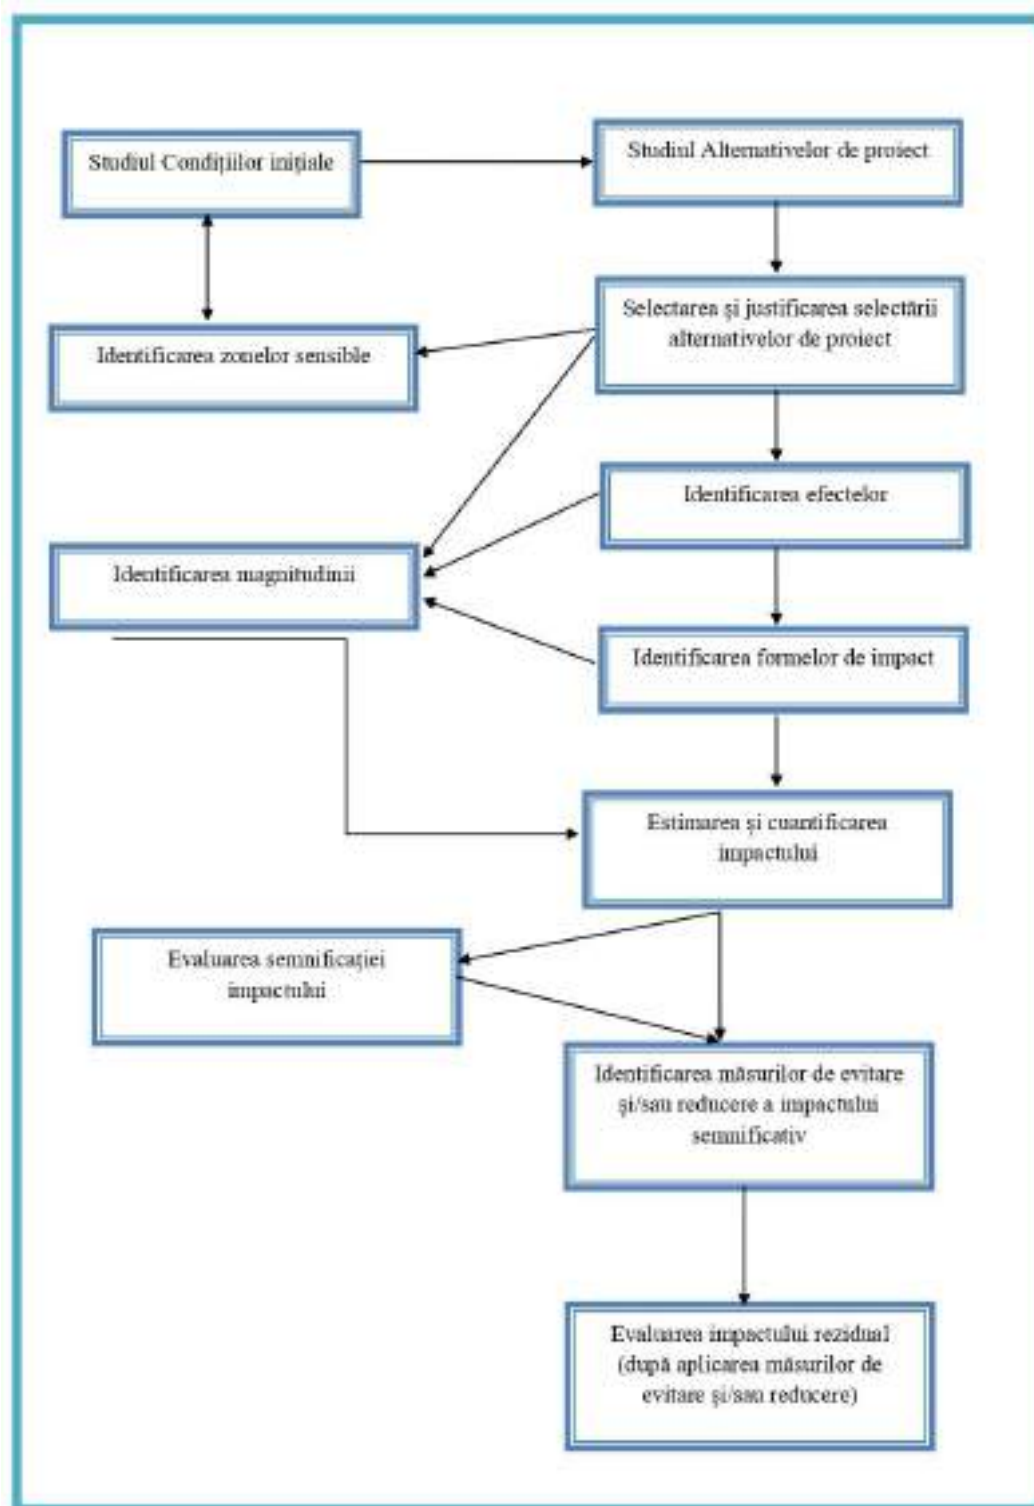 Studiul Condițiilor inițiale
Studiul Alternativelor de proiect
Selectarea și justificarea selectării
alternativelor de proiect
Identificarea zonelor sensible
Identificarea efectelor
Identificarea magnitudinii
Identificarea formelor de impact
Estimarea și cuantificarea
impactului
Evaluarea semnificației
impactului
Identificarea măsurilor de evitare
și/sau reducere a impactului
semnificativ
Evaluarea impactului rezidual
(după aplicarea măsurilor de
evitare și/sau reducere)